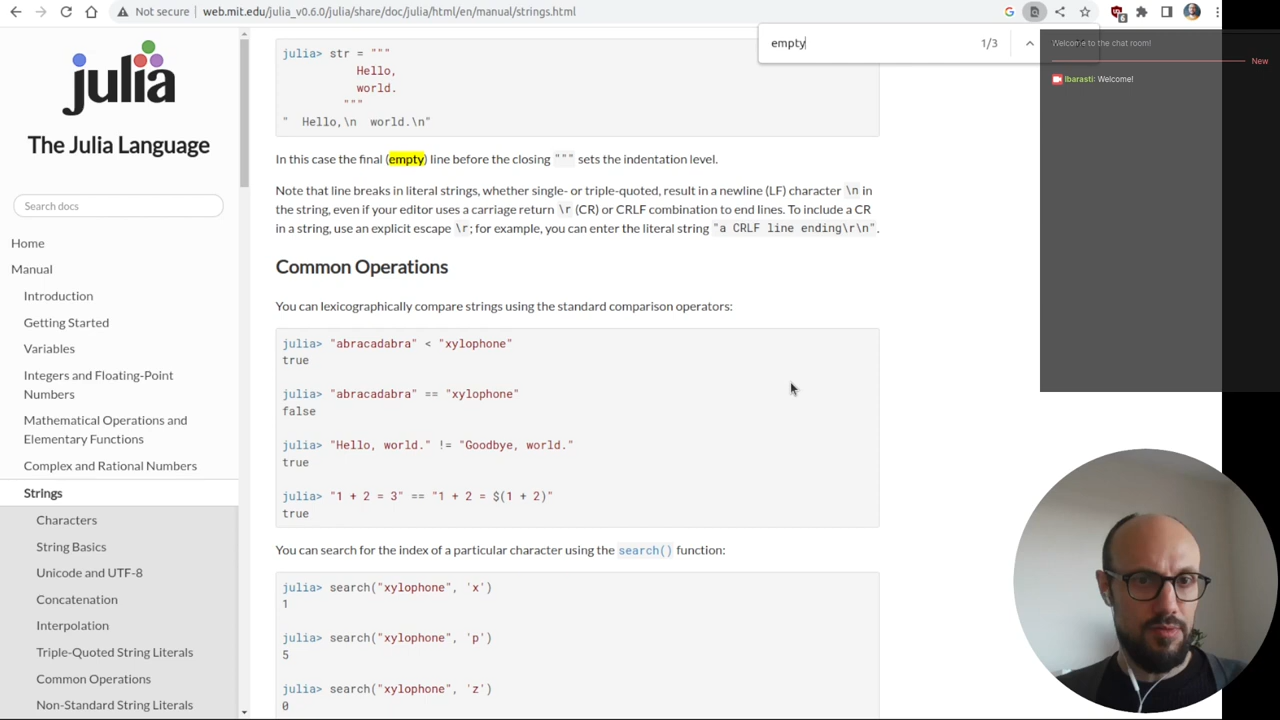 Not secure
web.mit.edu/julia_v0.6.0/julia/share/doc/julia/html/en/manual/strings.html
6
empty
1/3
julia
The Julia Language
Search docs
Home
Manual
Introduction
Getting Started
Variables
Integers and Floating-Point
Numbers
Mathematical Operations and
Elementary Functions
Complex and Rational Numbers
Strings
Characters
String Basics
Unicode and UTF-8
Concatenation
Interpolation
Triple-Quoted String Literals
Common Operations
Non-Standard String Literals
julia> str = """
Hello,
world.
"""
"  Hello,\n  world.\n"
In this case the final (empty) line before the closing """ sets the indentation level.
Note that line breaks in literal strings, whether single- or triple-quoted, result in a newline (LF) character \n in
the string, even if your editor uses a carriage return \r (CR) or CRLF combination to end lines. To include a CR
in a string, use an explicit escape \r; for example, you can enter the literal string "a CRLF line ending\r\n".
Common Operations
You can lexicographically compare strings using the standard comparison operators:
julia> "abracadabra" < "xylophone"
true
julia> "abracadabra" == "xylophone"
false
julia> "Hello, world." != "Goodbye, world."
true
julia> "1 + 2 = 3" == "1 + 2 = $(1 + 2)"
true
You can search for the index of a particular character using the search() function:
julia> search("xylophone", 'x')
1
julia> search("xylophone", 'p')
5
julia> search("xylophone", 'z')
0
Welcome to the chat room!
New
lbarasti: Welcome!